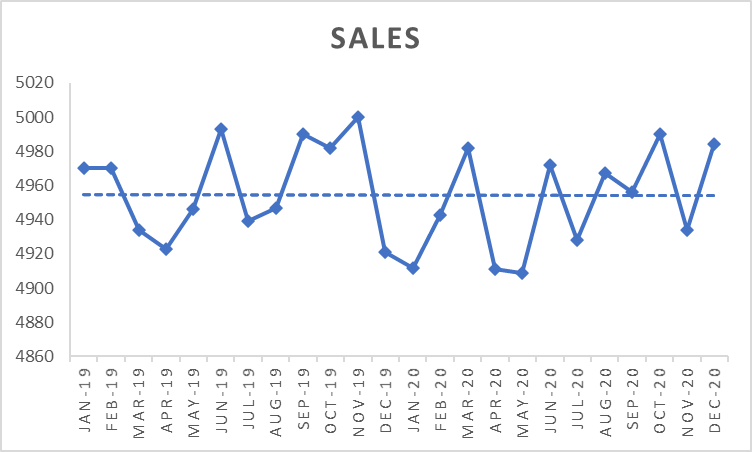 SALES
5020
5000
4980
4960
4940
4920
4900
4880
4860
JAN-19
FEB-19
MAR-19
APR-19
MAY-19
JUN-19
JUL-19
AUG-19
SEP-19
OCT-19
NOV-19
DEC-19
JAN-20
FEB-20
MAR-20
APR-20
MAY-20
JUN-20
JUL-20
AUG-20
SEP-20
OCT-20
NOV-20
DEC-20